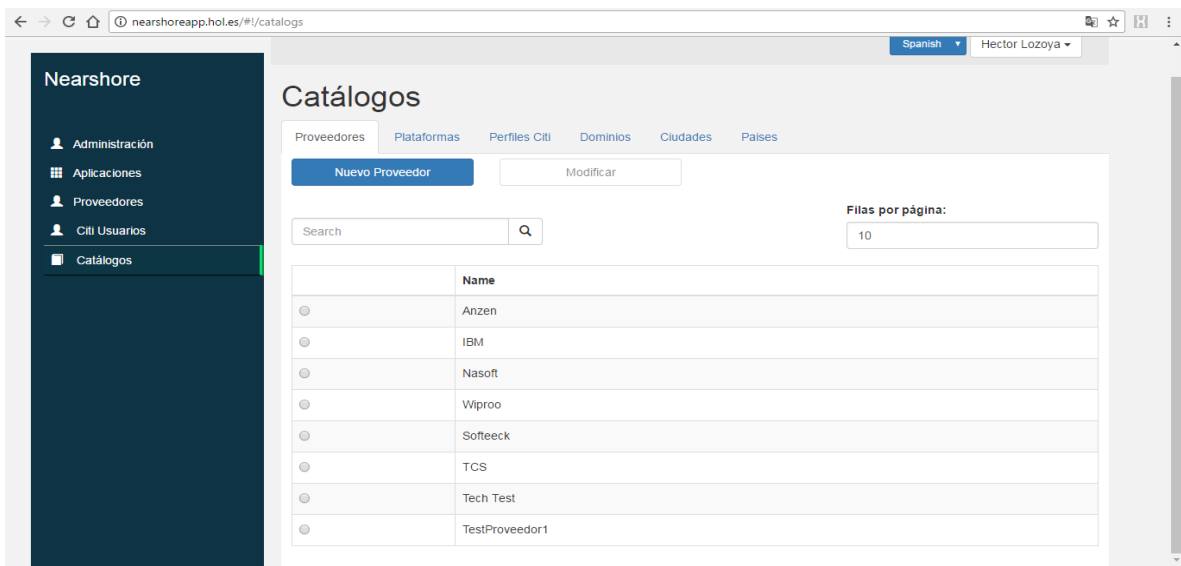 nearshoreapp.hol.es/#!/catalogs
Spanish
Hector Lozoya
Nearshore
Administración
Aplicaciones
Proveedores
Citi Usuarios
Catálogos
Catálogos
Proveedores Plataformas Perfiles Citi Dominios Ciudades Paises
Nuevo Proveedor Modificar
Filas por página:
Search
10
Name
Anzen
IBM
Nasoft
Wiproo
Softeeck
TCS
Tech Test
TestProveedor1